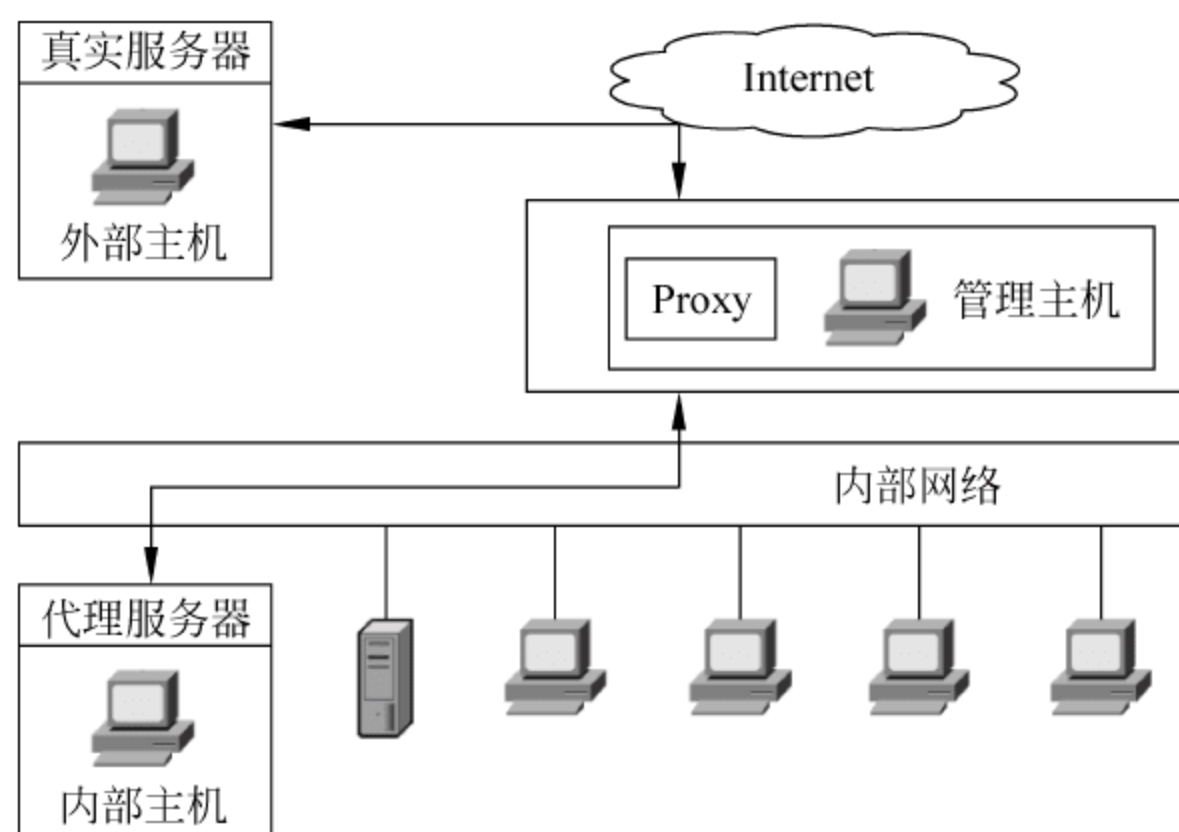 真实服务器
外部主机
Internet
Proxy
管理主机
内部网络
代理服务器
内部主机